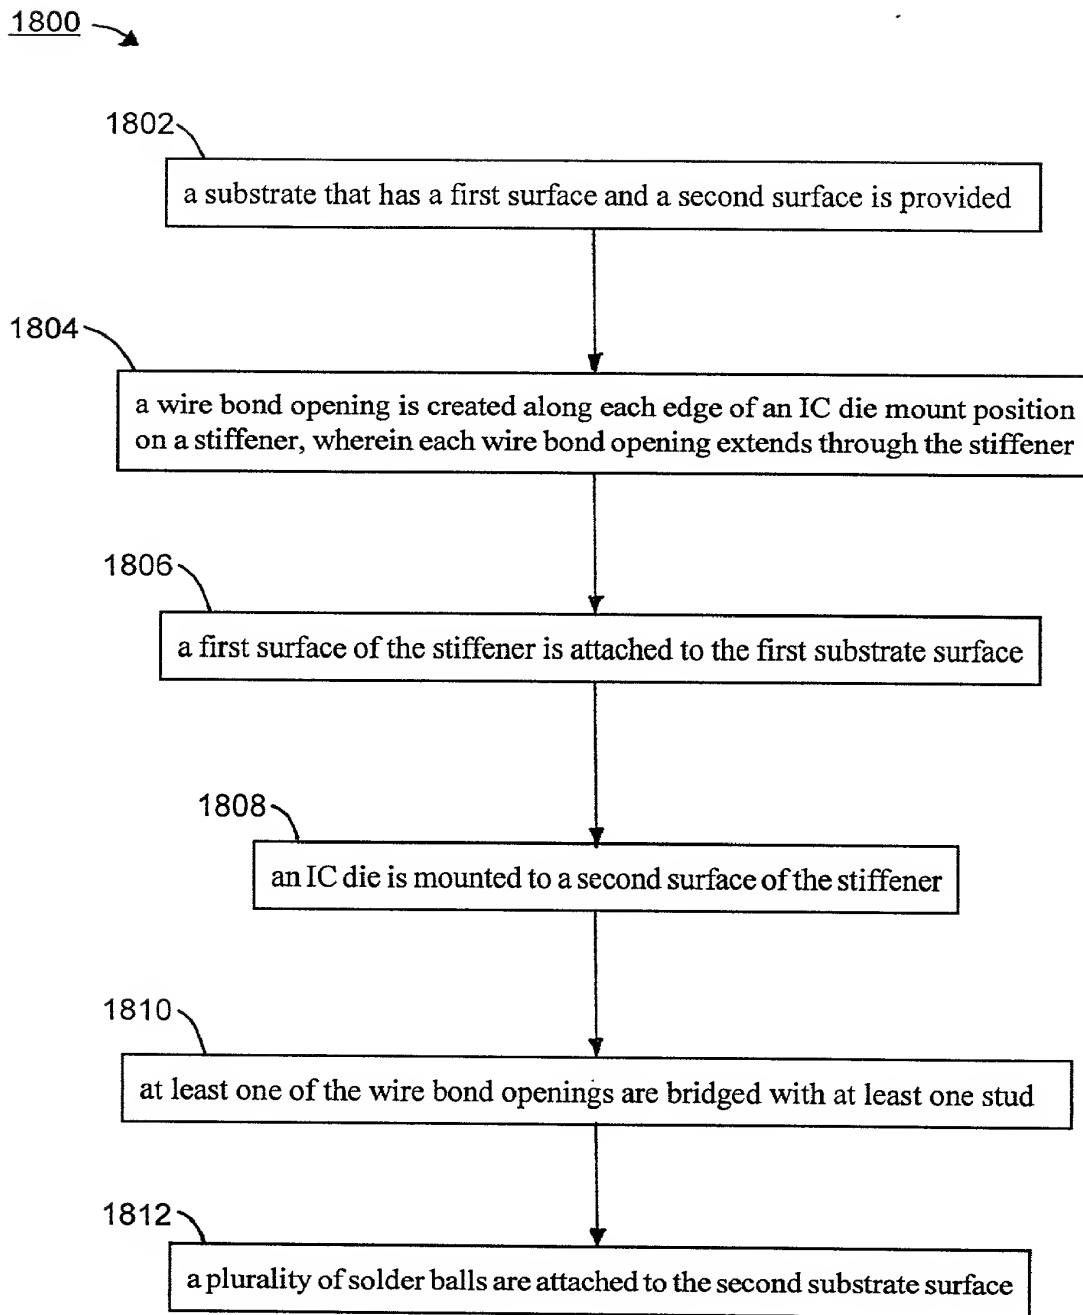 1800
1802
a substrate that has a first surface and a second surface is provided
1804
a wire bond opening is created along each edge of an IC die mount position
on a stiffener, wherein each wire bond opening extends through the stiffener
1806
a first surface of the stiffener is attached to the first substrate surface
1808
an IC die is mounted to a second surface of the stiffener
1810
at least one of the wire bond openings are bridged with at least one stud
1812
a plurality of solder balls are attached to the second substrate surface